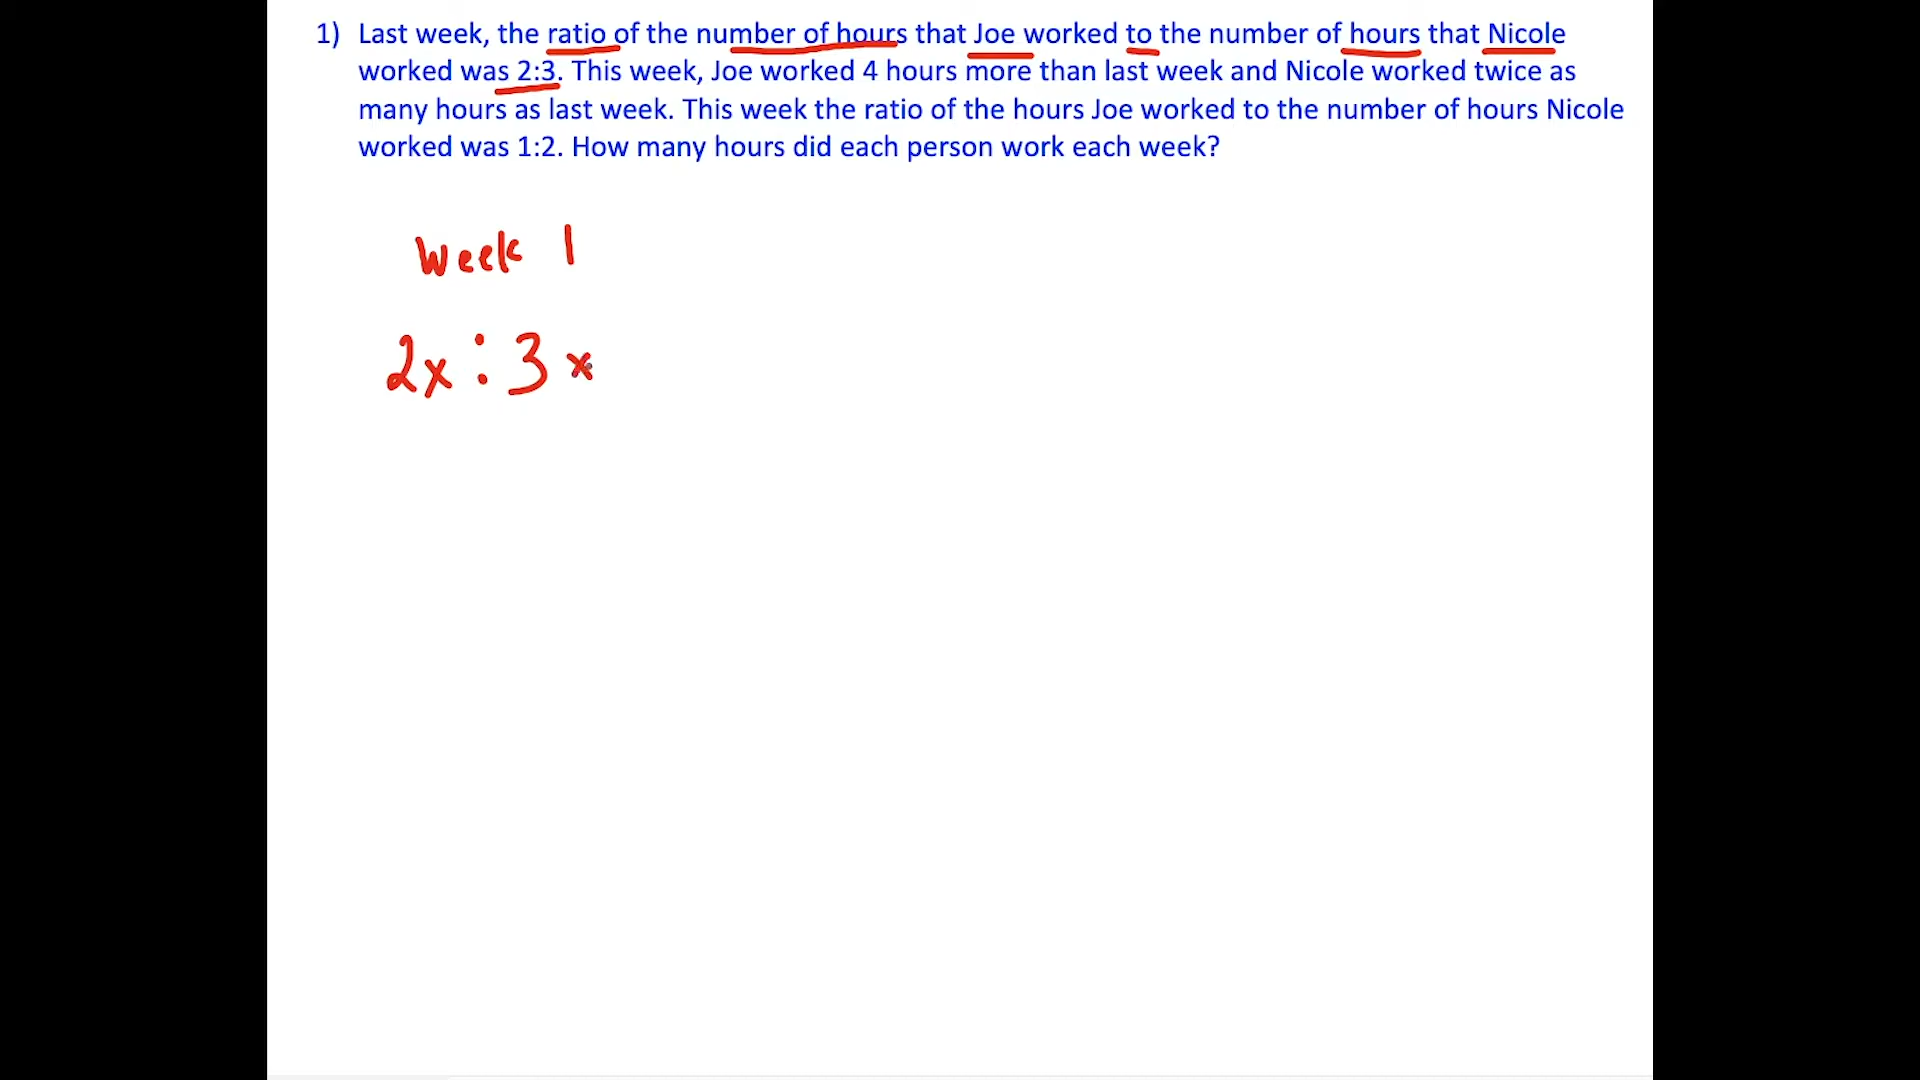 1) Last week, the ratio of the number of hours that Joe worked to the number of hours that Nicole
worked was 2:3. This week, Joe worked 4 hours more than last week and Nicole worked twice as
many hours as last week. This week the ratio of the hours Joe worked to the number of hours Nicole
worked was 1:2. How many hours did each person work each week?
Week 1
2x : 3x